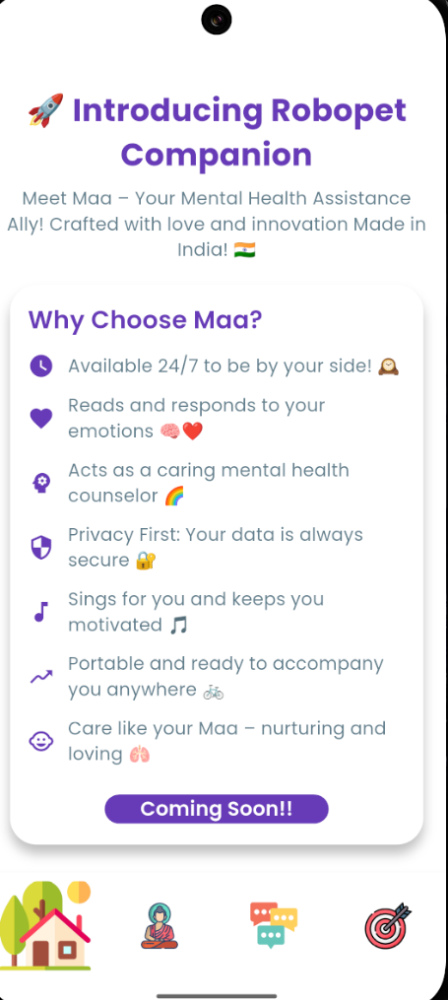 🚀 Introducing Robopet
Companion
Meet Maa – Your Mental Health Assistance
Ally! Crafted with love and innovation Made in
India! 🇮🇳
Why Choose Maa?
Available 24/7 to be by your side! 🕰️
Reads and responds to your
emotions 🧠❤️
Acts as a caring mental health
counselor 🌈
Privacy First: Your data is always
secure 🔐
Sings for you and keeps you
motivated 🎵
Portable and ready to accompany
you anywhere 🚲
Care like your Maa – nurturing and
loving 🫁
Coming Soon!!